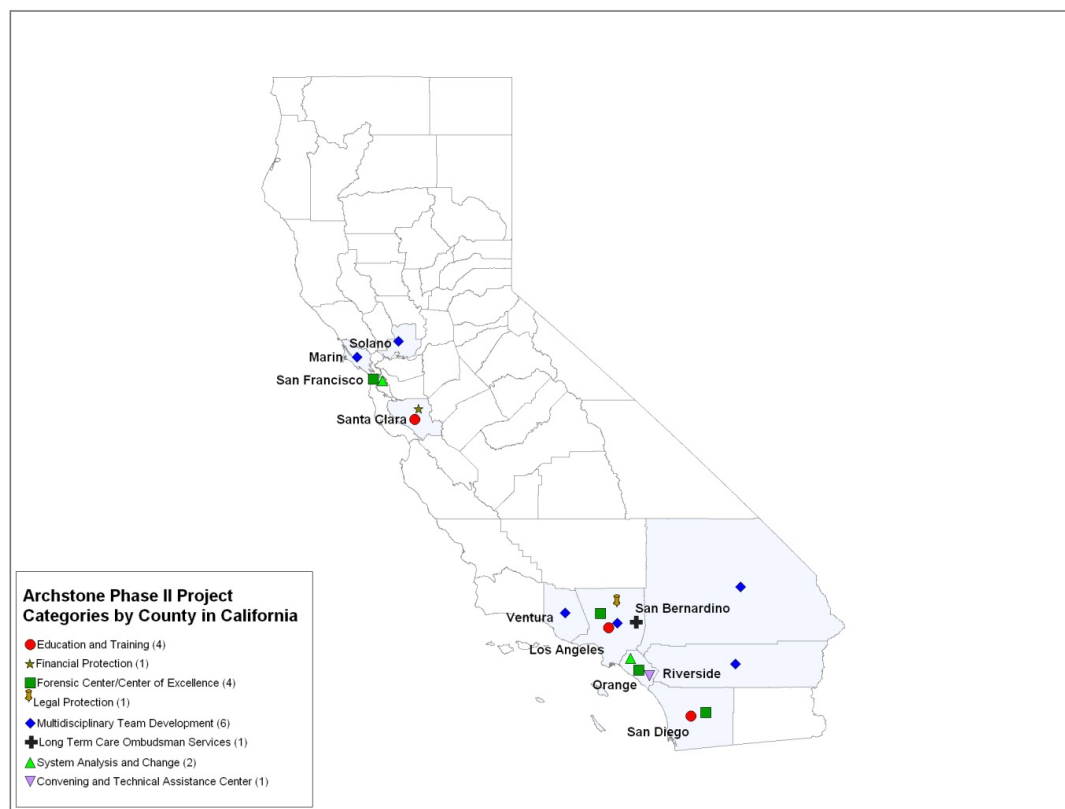 Solano
Marin
San Francisco
Santa Clara
San Bernardino
Ventura
Los Angeles
Riverside
Orange
San Diego
Archstone Phase II Project
Categories by County in California
Education and Training (4)
Financial Protection (1)
Forensic Center/Center of Excellence (4)
Legal Protection (1)
Multidisciplinary Team Development (6)
Long Term Care Ombudsman Services (1)
System Analysis and Change (2)
Convening and Technical Assistance Center (1)